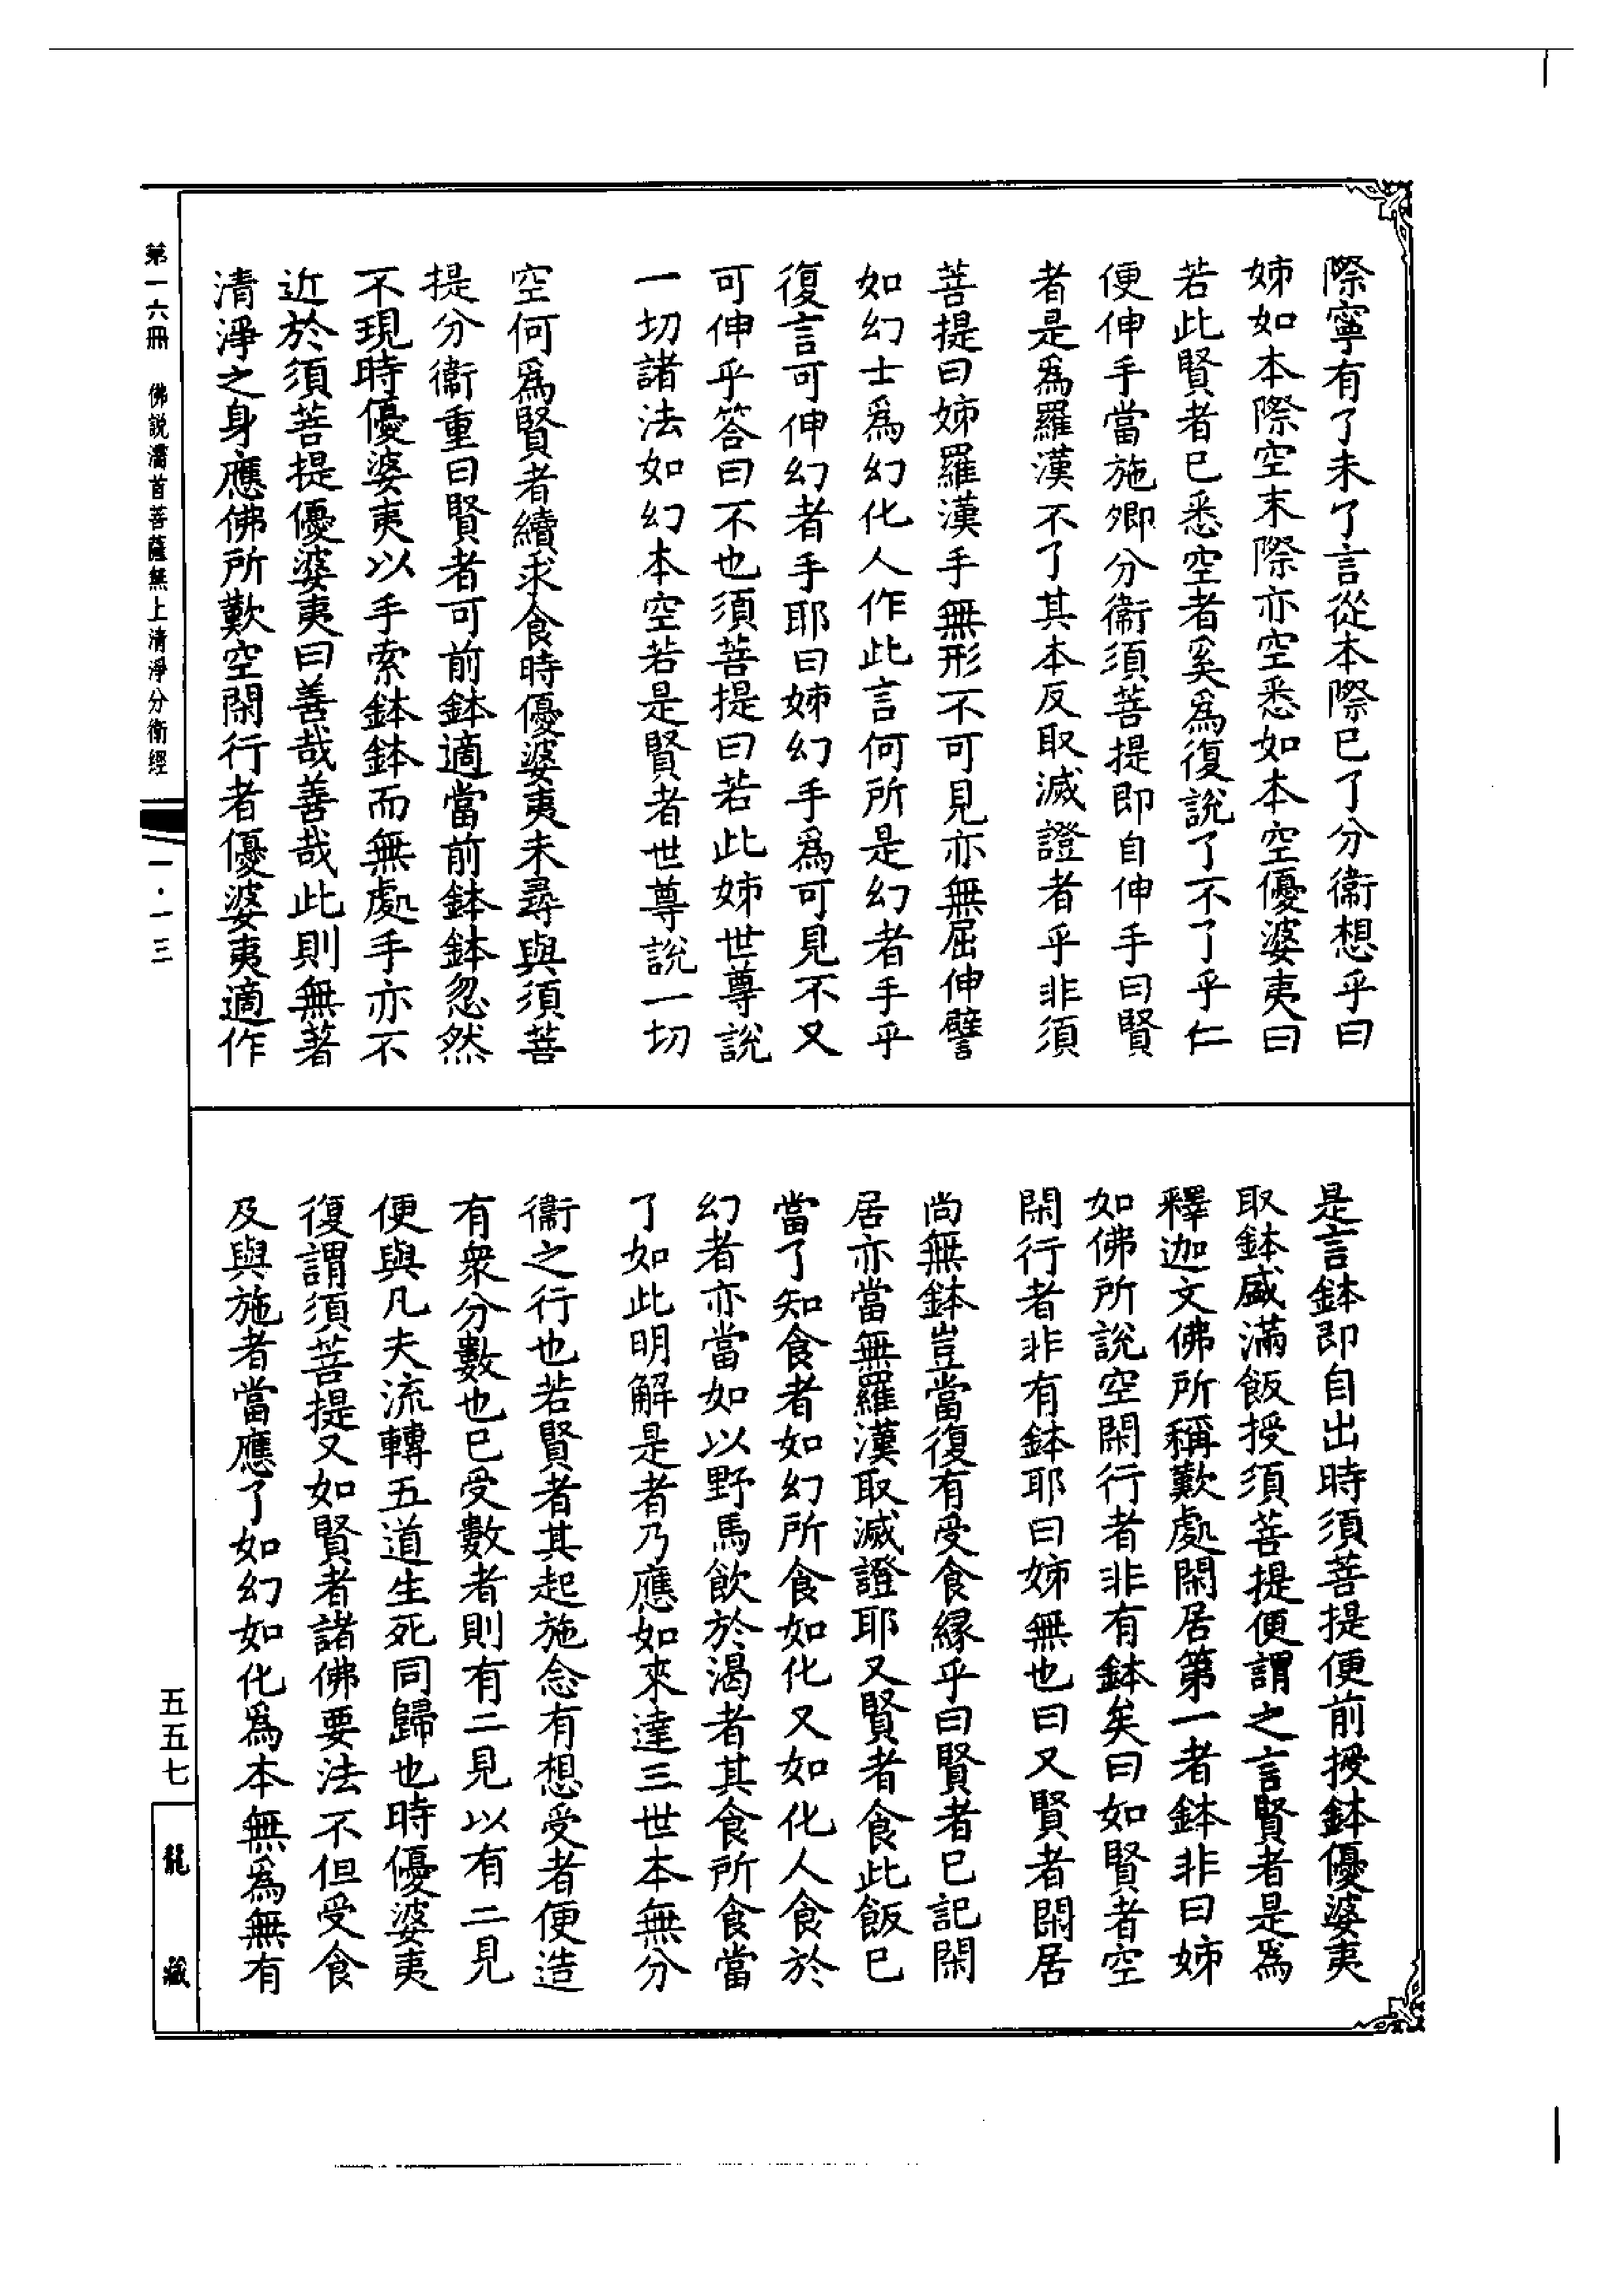 際寧有了未了言從本際已了分衞想乎曰
姊如本際空末際亦空悉如本空優婆夷曰
若此賢者已悉空者奚爲復說了不了乎仁
便伸手當施卿分衞須菩提即自伸手曰賢
者是爲羅漢不了其本反取滅證者乎非須
菩提曰姊羅漢手無形不可見亦無屈伸譬
如幻士爲幻化人作此言何所是幻者手乎
復言可伸幻者手耶曰姊幻手爲可見不又
可伸乎答曰不也須菩提曰若此姊世尊說
一切諸法如幻本空若是賢者世尊說一切
空何爲賢者續求食時優婆夷未尋與須菩
提分衞重曰賢者可前鉢適當前鉢鉢忽然
不現時優婆夷以手索鉢鉢而無處手亦不
近於須菩提優婆夷曰善哉善哉此則無著
清淨之身應佛所歎空閑行者優婆夷適作
是言鉢即自出時須菩提便前授鉢優婆夷
取鉢盛滿飯授須菩提便謂之言賢者是爲
釋迦文佛所稱歎處閑居第一者鉢非曰姊
如佛所說空閑行者非有鉢矣曰如賢者空
閑行者非有鉢耶曰姊無也曰又賢者閑居
尚無鉢豈當復有受食緣乎曰賢者已記閑
居亦當無羅漢取滅證耶又賢者食此飯已
當了知食者如幻所食如化又如化人食於
幻者亦當如以野馬飲於渴者其食所食當
了如此明解是者乃應如來達三世本無分
衞之行也若賢者其起施念有想受者便造
有衆分數也已受數者則有二見以有二見
便與凡夫流轉五道生死同歸也時優婆夷
復謂須菩提又如賢者諸佛要法不但受食
及與施者當應了如幻如化爲本無爲無有
第一六冊　佛説濡首菩薩無上清淨分衛經
一·一三
五五七
龍藏